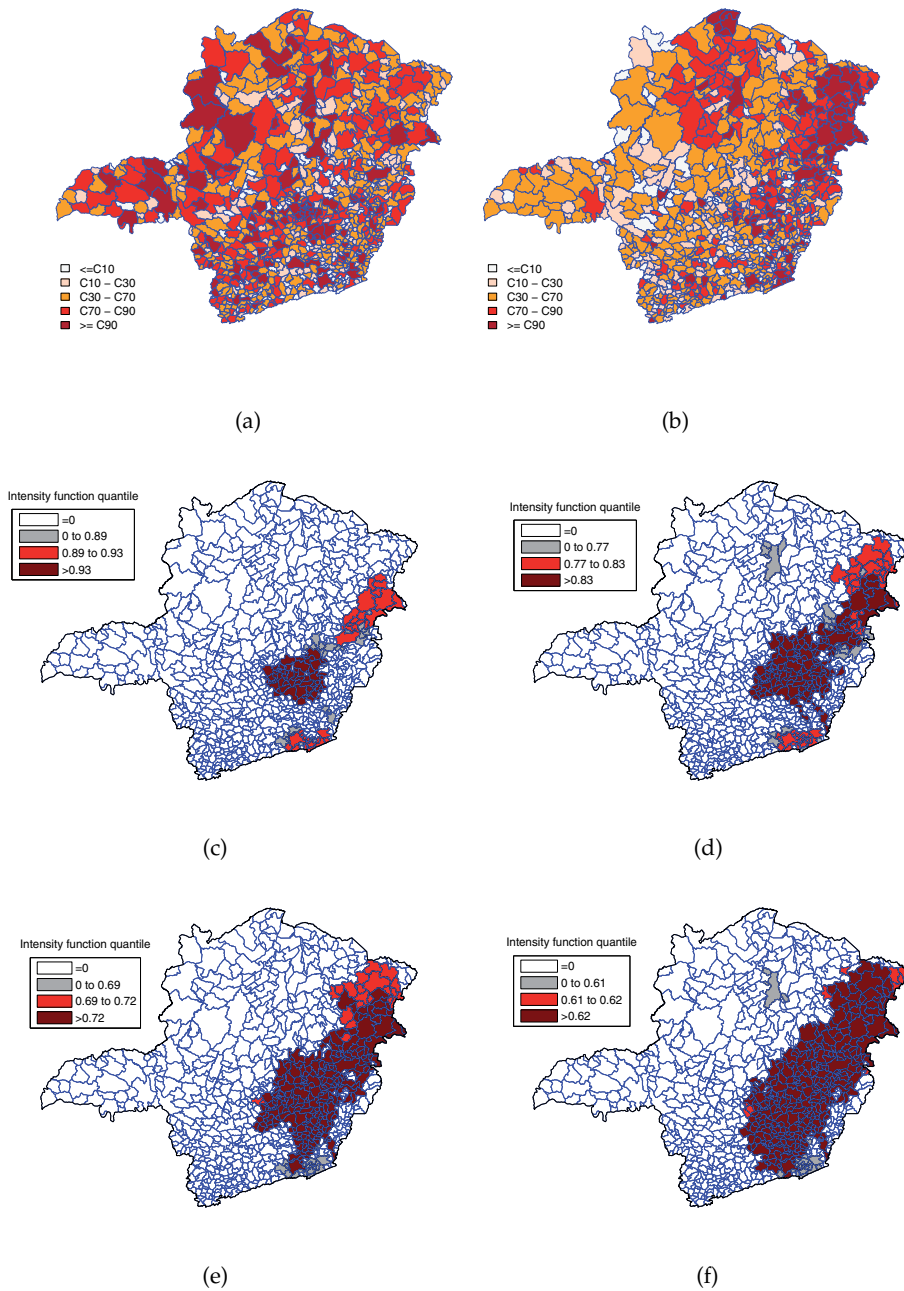 <=C10
C10 – C30
C30 – C70
C70 – C90
>= C90
(a)
<=C10
C10 – C30
C30 – C70
C70 – C90
>= C90
(b)
Intensity function quantile
=0
0 to 0.89
0.89 to 0.93
>0.93
(c)
Intensity function quantile
=0
0 to 0.77
0.77 to 0.83
>0.83
(d)
Intensity function quantile
=0
0 to 0.69
0.69 to 0.72
>0.72
(e)
Intensity function quantile
=0
0 to 0.61
0.61 to 0.62
>0.62
(f)